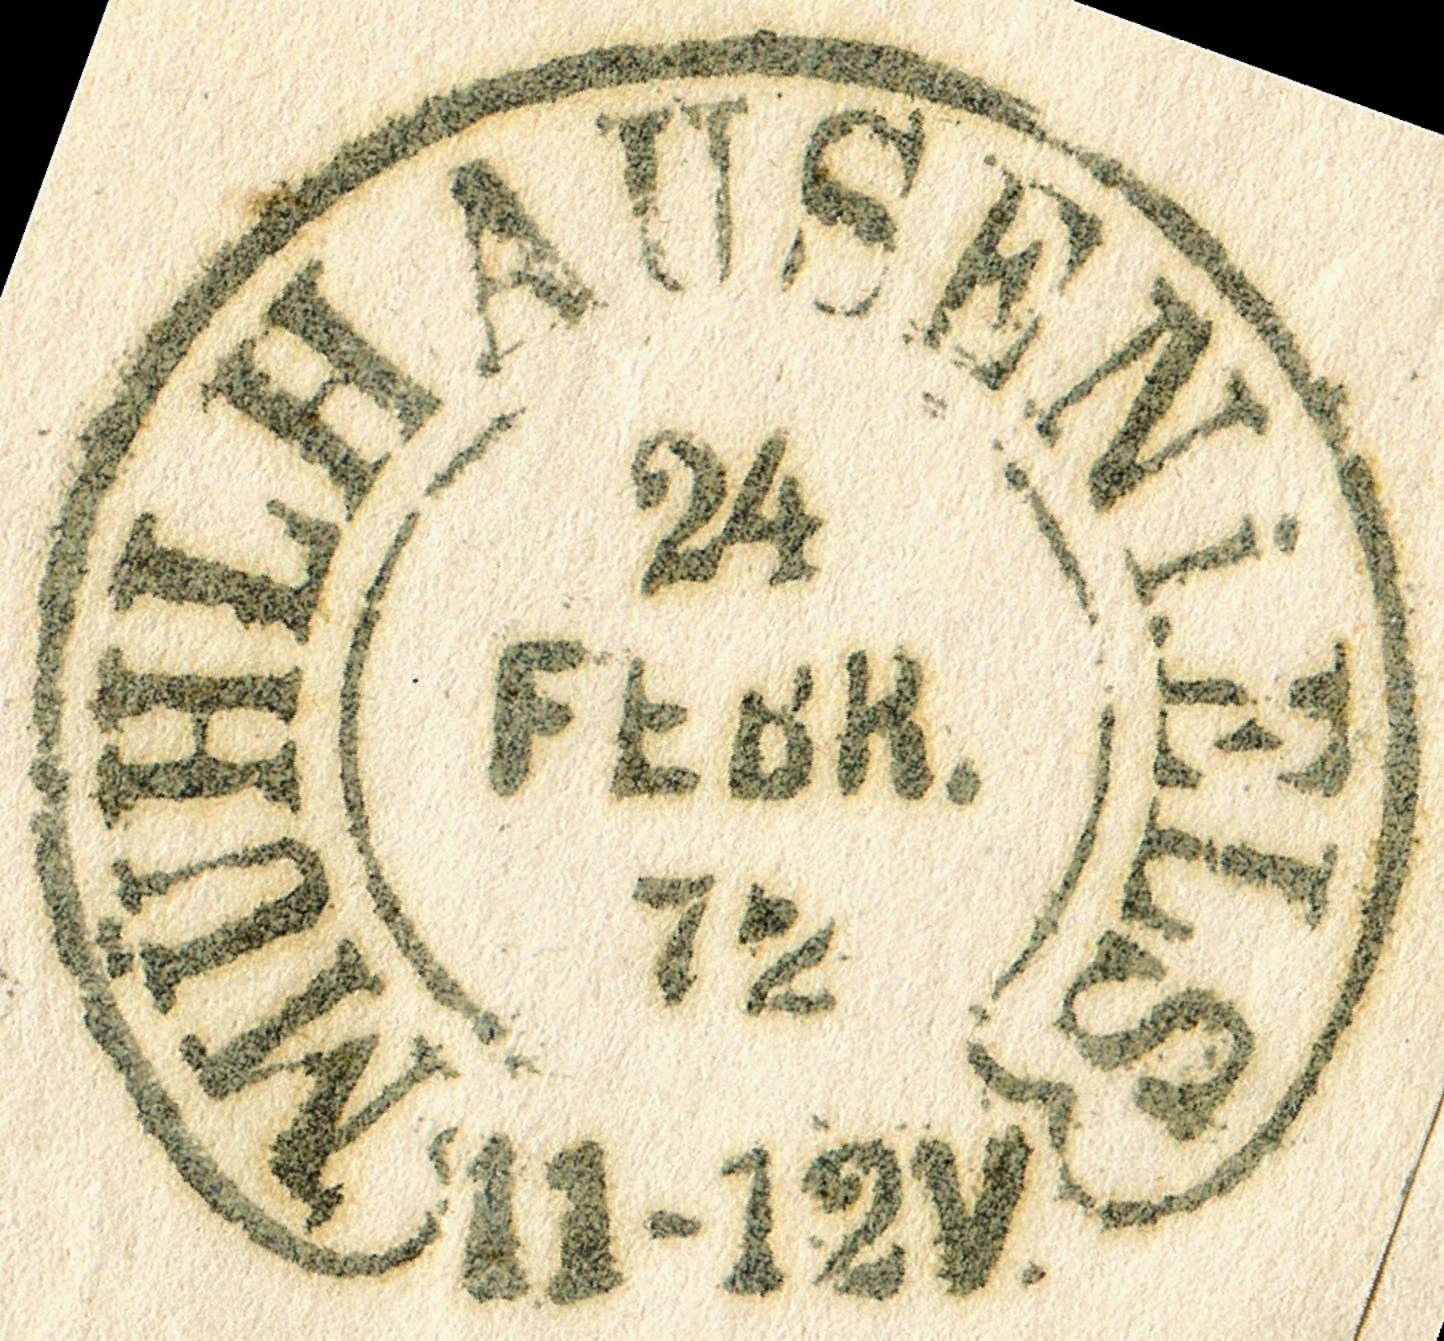 MÜHLHAUSEN i. ELS
24
FEBR.
72
11-12V.